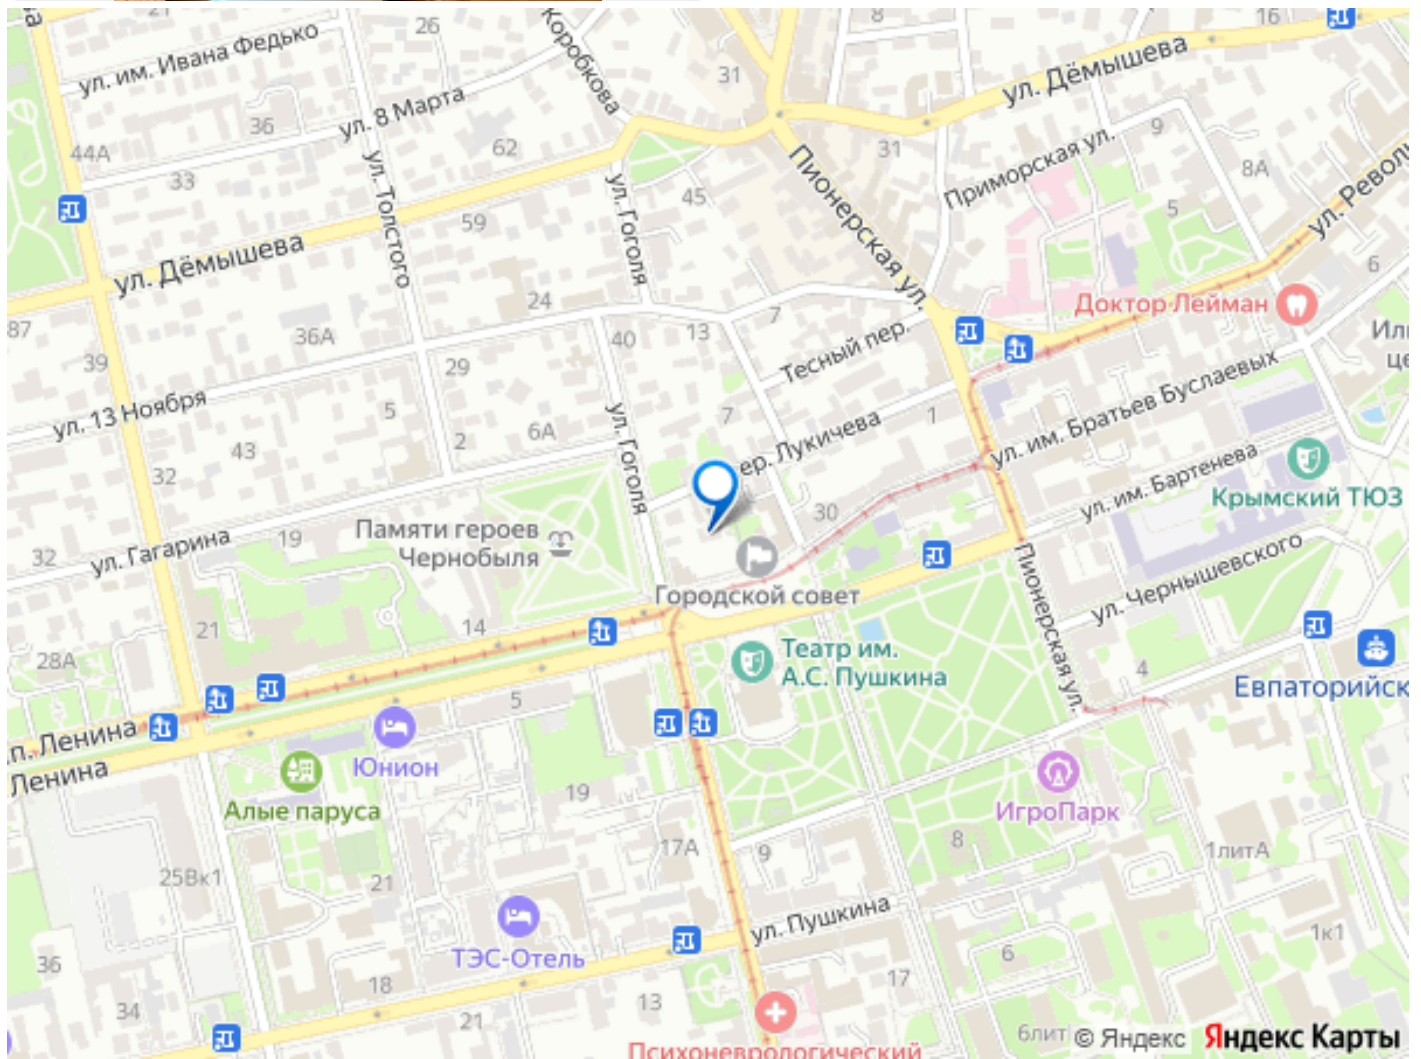 21
26
Коробкова
8
16
ул. им. Ивана Федько
31
ул. Дёмышева
36
ул. 8 Марта
44А
62
31
9
33
ул. Толстого
ул. Гоголя
45
Пионерская ул.
Приморская ул.
8А
59
5
ул. Дёмышева
6
24
Доктор Лейман
87
36А
40
13
7
Тесный пер.
39
29
ул. 13 Ноября
5
ул. Гоголя
7
1
ул. им. Братьев Буслаевых
43
2
6А
ер. Лукичева
32
ул. им. Бартенева
Крымский ТЮЗ
Памяти героев
Чернобыля
30
32
ул. Гагарина
19
Городской совет
Пионерская ул.
ул. Чернышевского
21
14
28А
Театр им.
А.С. Пушкина
4
5
Евпаторийск
п. Ленина
Ленина
Юнион
Алые паруса
19
ИгроПарк
17А
9
8
1литА
25Вк1
21
ул. Пушкина
ТЭС-Отель
36
18
17
6
1к1
34
21
13
6лит
© Яндекс
Яндекс Карты
Психоневрологический